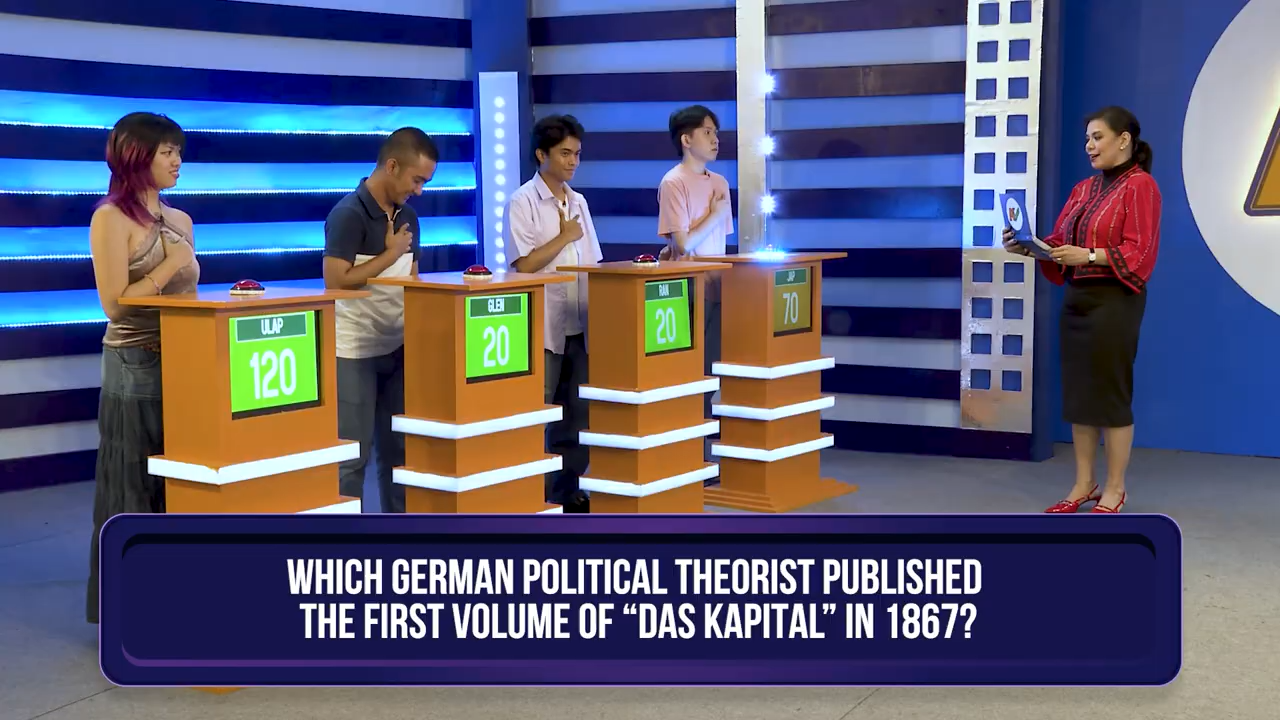 ULAP
120
GLEN
20
RAN
20
JAP
70
WHICH GERMAN POLITICAL THEORIST PUBLISHED
THE FIRST VOLUME OF “DAS KAPITAL” IN 1867?